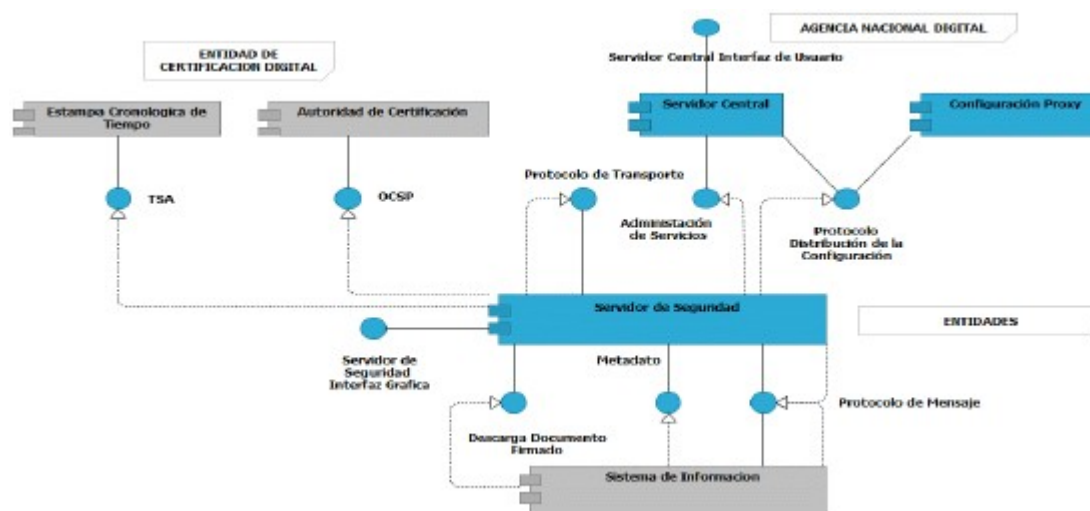 AGENCIA NACIONAL DIGITAL
ENTIDAD DE
CERTIFICACION DIGITAL
Servidor Central Interfaz de Usuario
Estampa Cronologica de
Tiempo
Autoridad de Certificación
Servidor Central
Configuración Proxy
TSA
OCSP
Protocolo de Transporte
Administación
de Servicios
Protocolo
Distribución de la
Configuración
Servidor de Seguridad
ENTIDADES
Servidor de
Seguridad
Interfaz Grafica
Metadato
Protocolo de Mensaje
Descarga Documento
Firmado
Sistema de Informacion